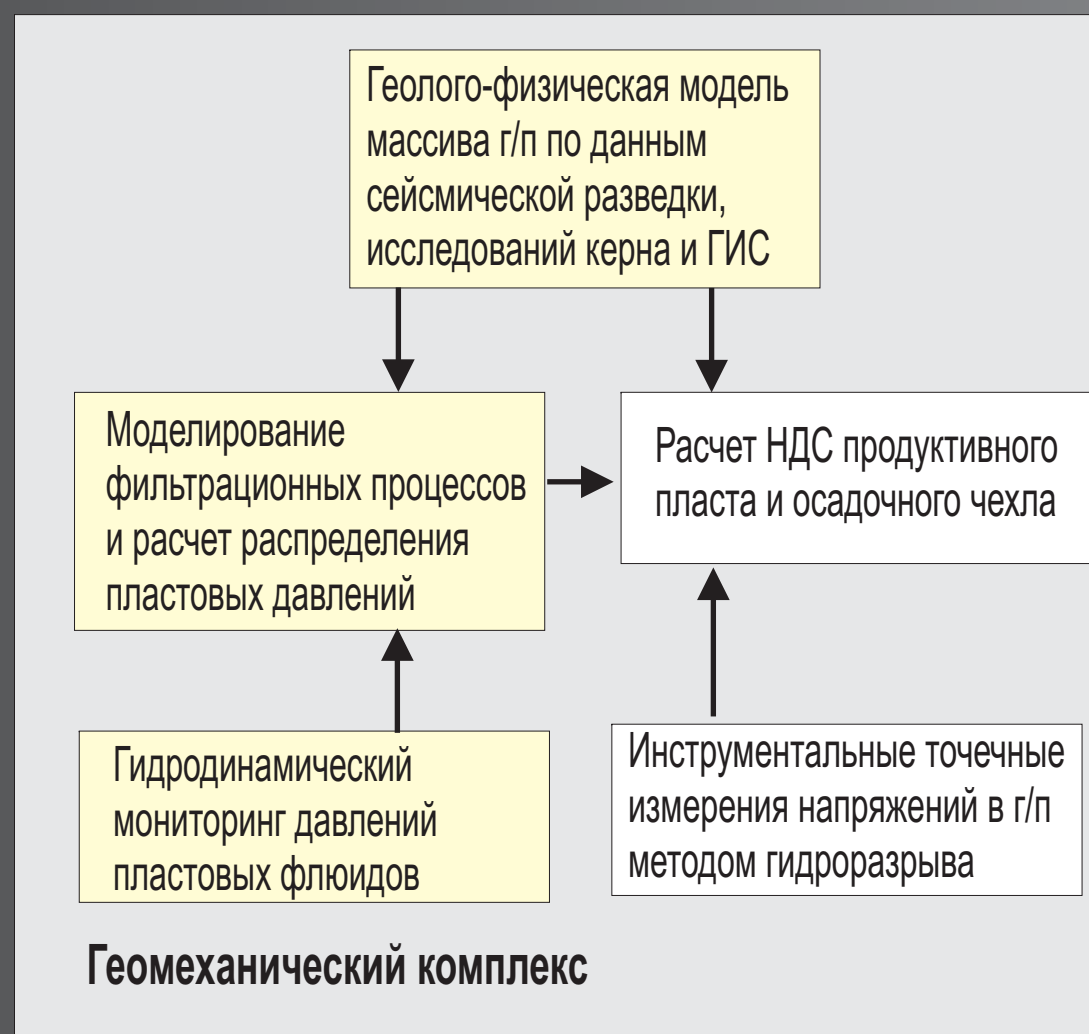 Геолого-физическая модель
массива г/п по данным
сейсмической разведки,
исследований керна и ГИС
Моделирование
фильтрационных процессов
и расчет распределения
пластовых давлений
Расчет НДС продуктивного
пласта и осадочного чехла
Гидродинамический
мониторинг давлений
пластовых флюидов
Инструментальные точечные
измерения напряжений в г/п
методом гидроразрыва
Геомеханический комплекс